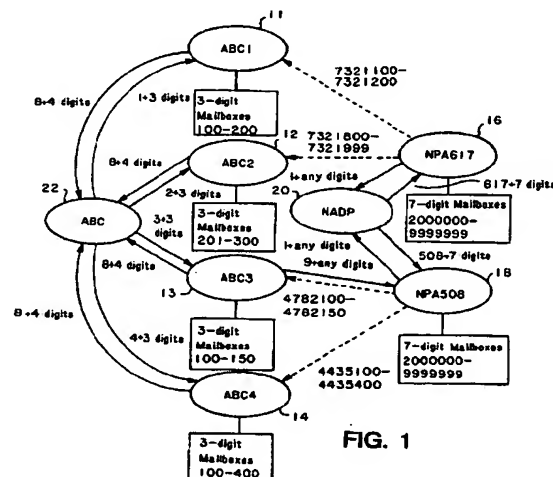 11
ABC1
8+4 digits
1+3 digits
3-digit
Mailboxes
100-200
7321100-
7321200
12
16
8+4 digits
ABC2
7321800-
7321999
NPA617
22
2+3 digits
3-digit
Mailboxes
201-300
1+any digits
20
617+7 digits
ABC
NADP
7-digit
Mailboxes
2000000-
9999999
3+3
digits
1+any digits
9+any digits
508+7 digits
8+4 digits
ABC3
18
8+4 digits
13
4782100-
4782150
NPA508
4+3 digits
3-digit
Mailboxes
100-150
4435100-
4435400
7-digit
Mailboxes
2000000-
9999999
ABC4
14
3-digit
Mailboxes
100-400
FIG. 1